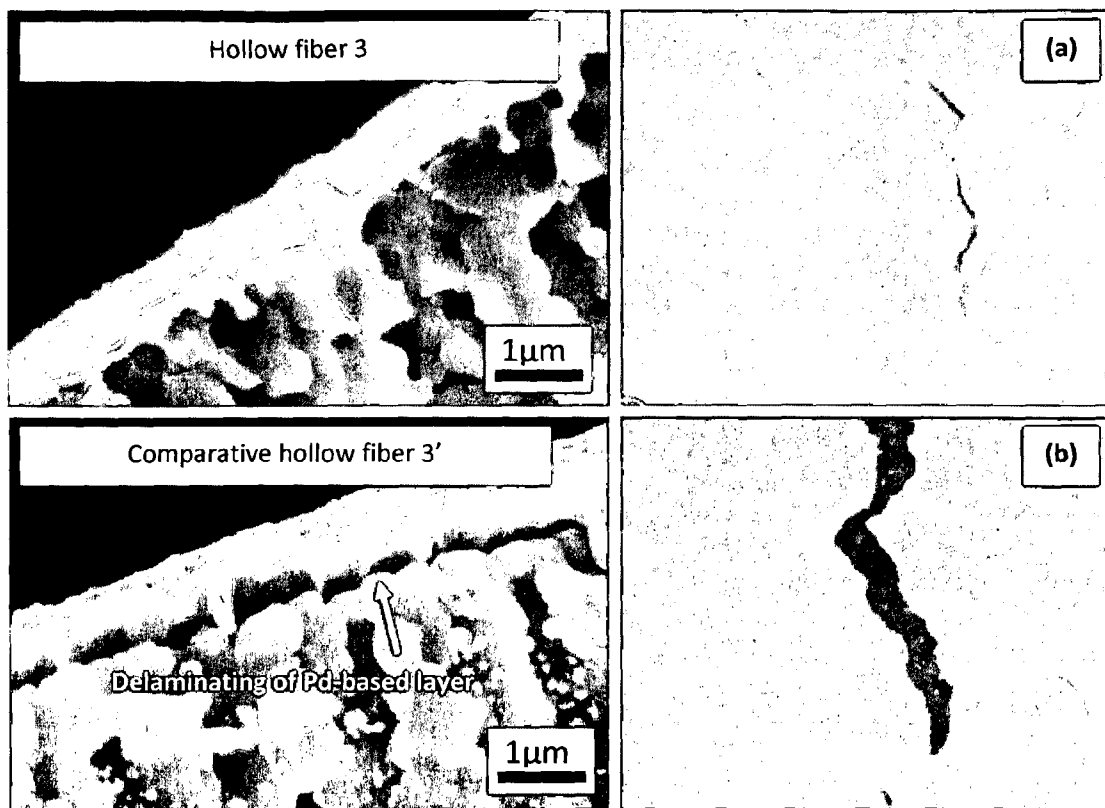 Hollow fiber 3
(a)
1µm
Comparative hollow fiber 3'
(b)
Delaminating of Pd-based layer
1µm